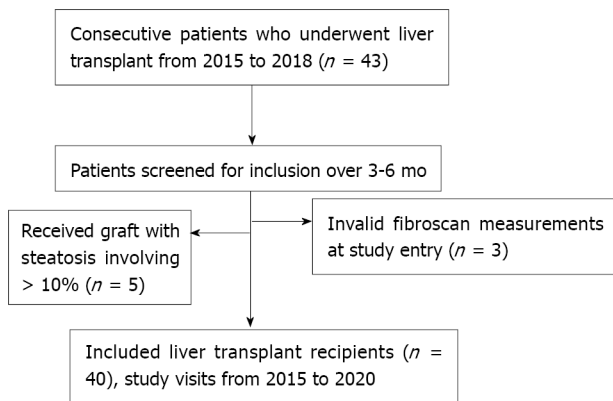 Consecutive patients who underwent liver
transplant from 2015 to 2018 (n = 43)
Patients screened for inclusion over 3-6 mo
Received graft with
steatosis involving
> 10% (n = 5)
Invalid fibroscan measurements
at study entry (n = 3)
Included liver transplant recipients (n =
40), study visits from 2015 to 2020